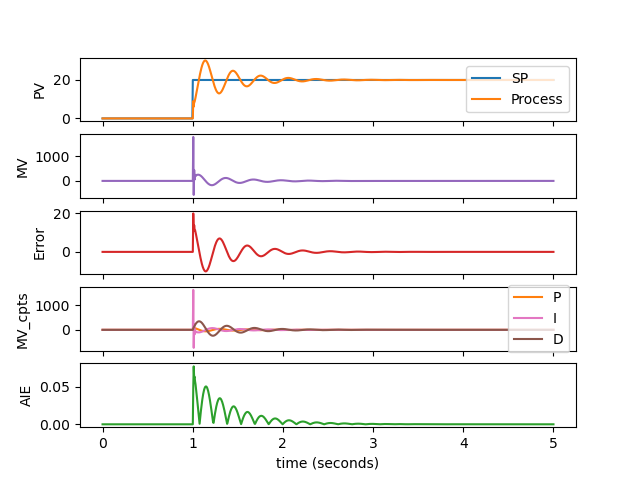 PV
20
0
SP
Process
MV
1000
0
Error
20
0
MV_cpts
1000
0
P
I
D
AIE
0.05
0.00
0 1 2 3 4 5
time (seconds)